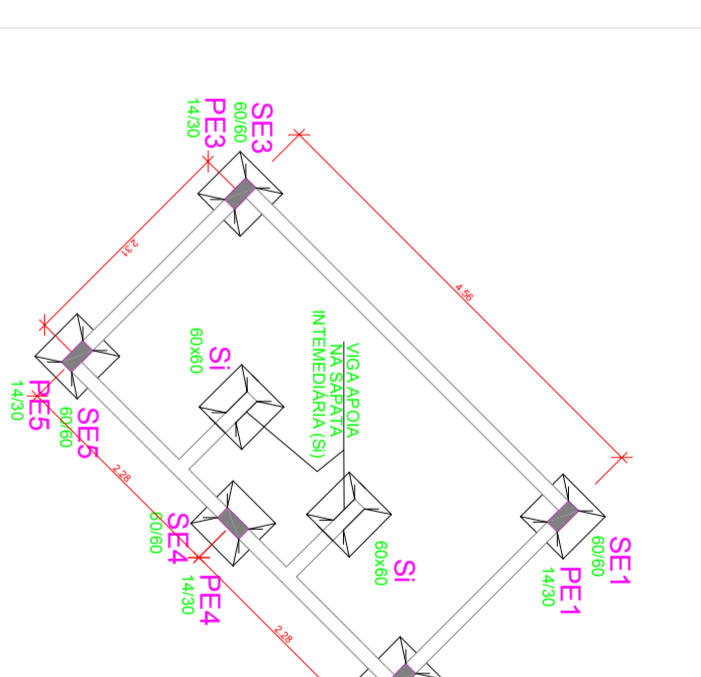 SE3
60/60
PE3
14/30
4.56
2.31
Si
60x60
VIGA APOIA
NA SAPATA
INTEMEDIÁRIA (Si)
PE5
14/30
SE5
60/60
2.28
SE4
60/60
PE4
14/30
Si
60x60
SE1
60/60
PE1
14/30
2.28